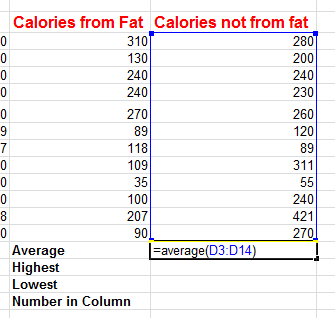 Calories from Fat Calories not from fat
0 310 280
0 130 200
0 240 240
0 240 230
0 270 260
9 89 120
7 118 89
0 109 311
0 35 55
0 100 240
8 207 421
0 90 270
Average =average(D3:D14)
Highest
Lowest
Number in Column